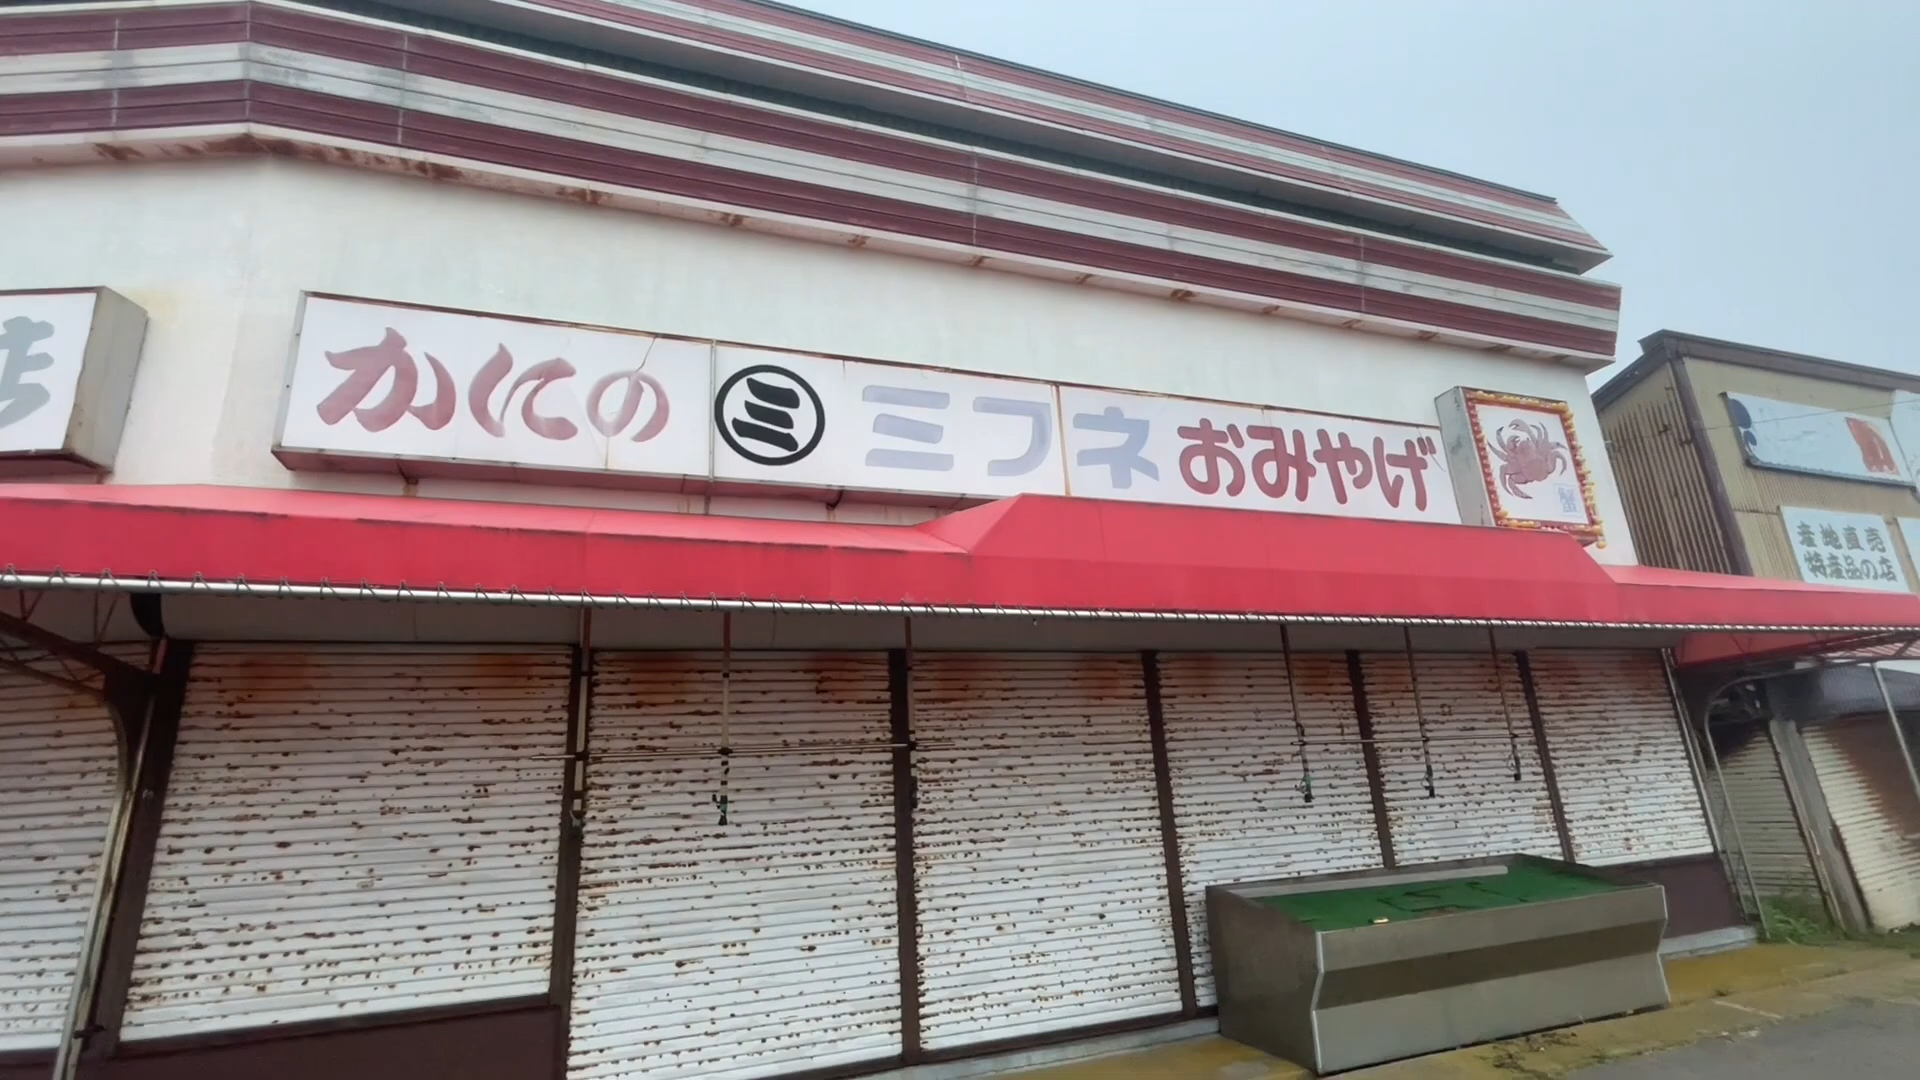 店
かにの ミ ミフネ おみやげ
蟹
産地直売
特産品の店